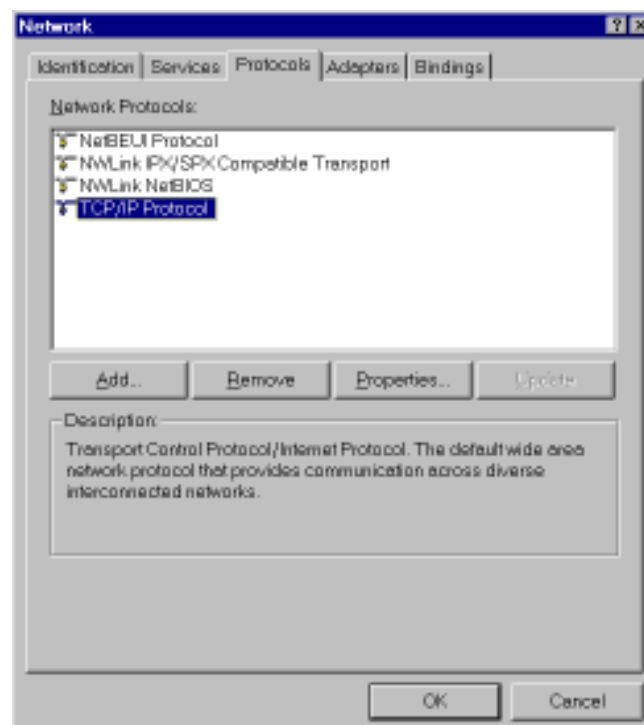 Network
Identification Services Protocols Adapters Bindings
Network Protocols:
NetBEUI Protocol
NWLink IPX/SPX Compatible Transport
NWLink NetBIOS
TCP/IP Protocol
Add... Remove Properties... Update
Description:
Transport Control Protocol/Internet Protocol. The default wide area
network protocol that provides communication across diverse
interconnected networks.
OK Cancel